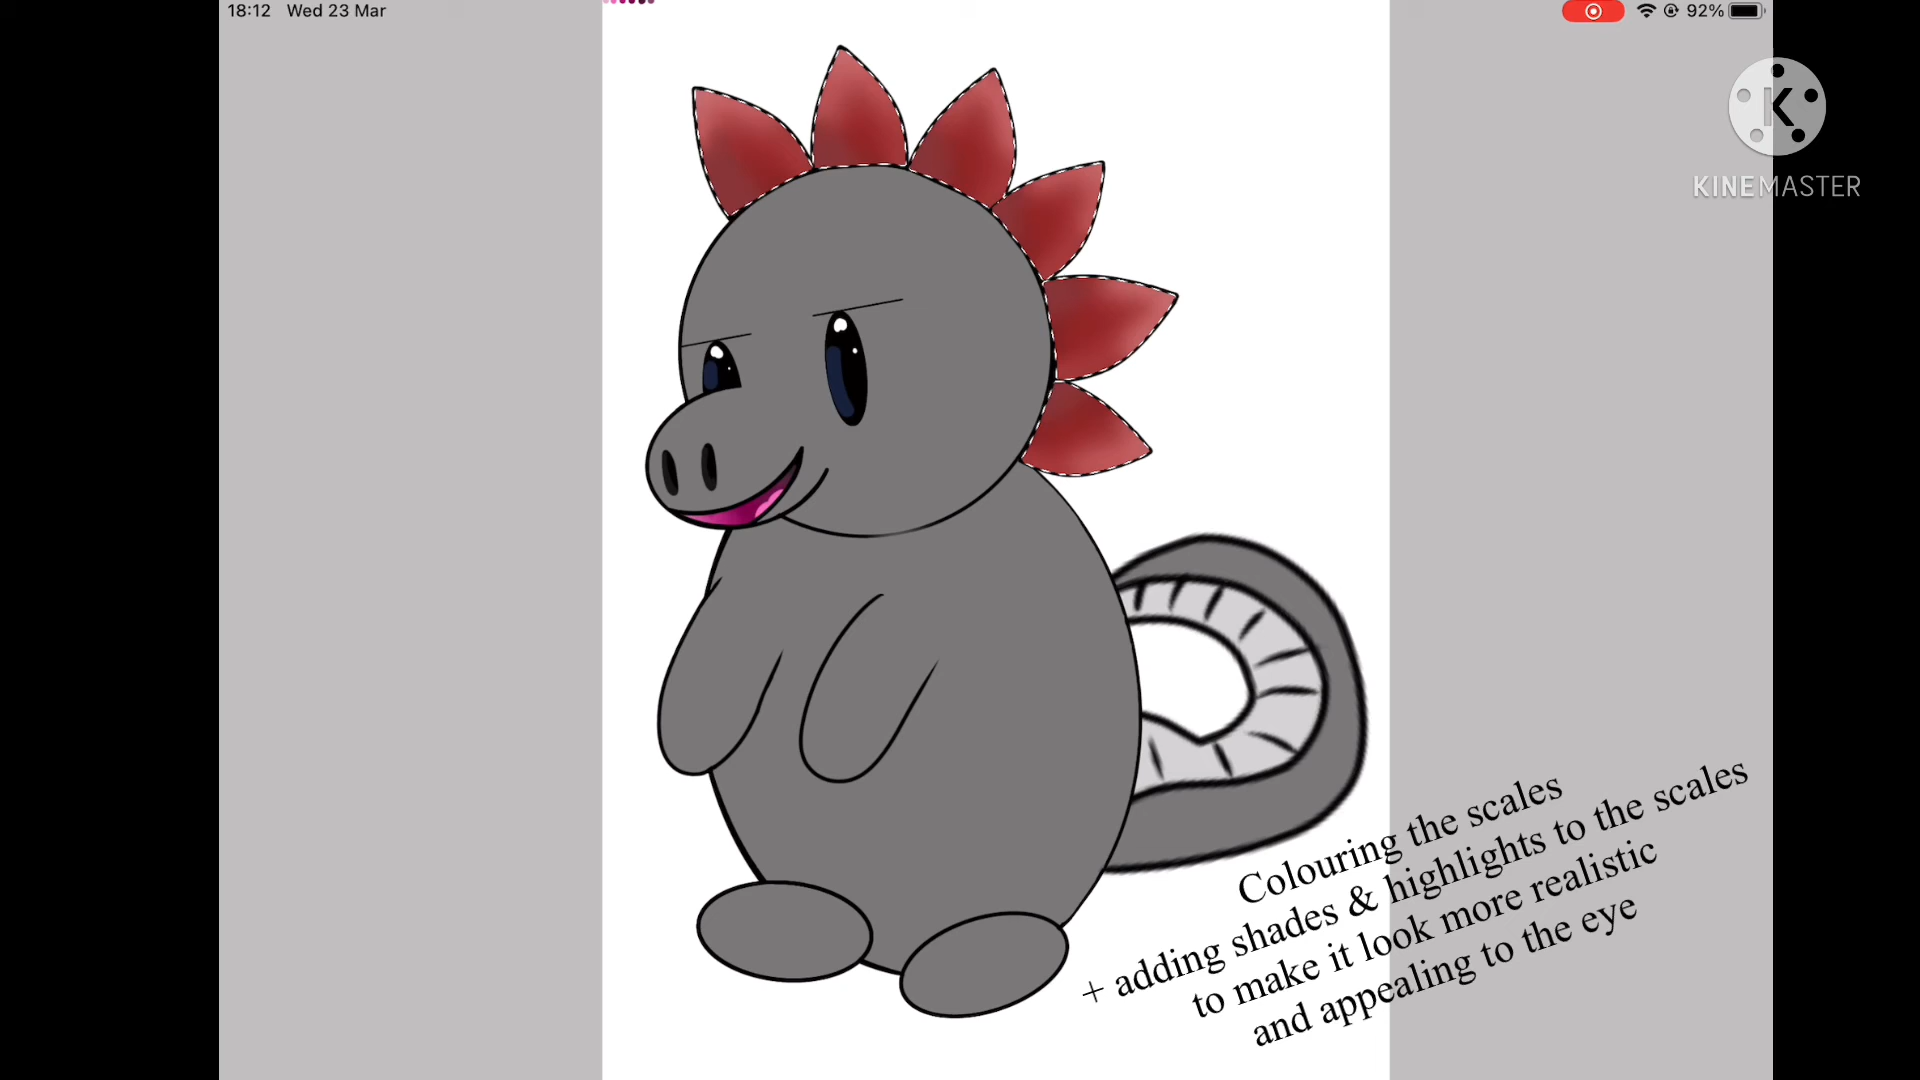 18:12 Wed 23 Mar
92%
K
KINEMASTER
Colouring the scales
+ adding shades & highlights to the scales
to make it look more realistic
and appealing to the eye